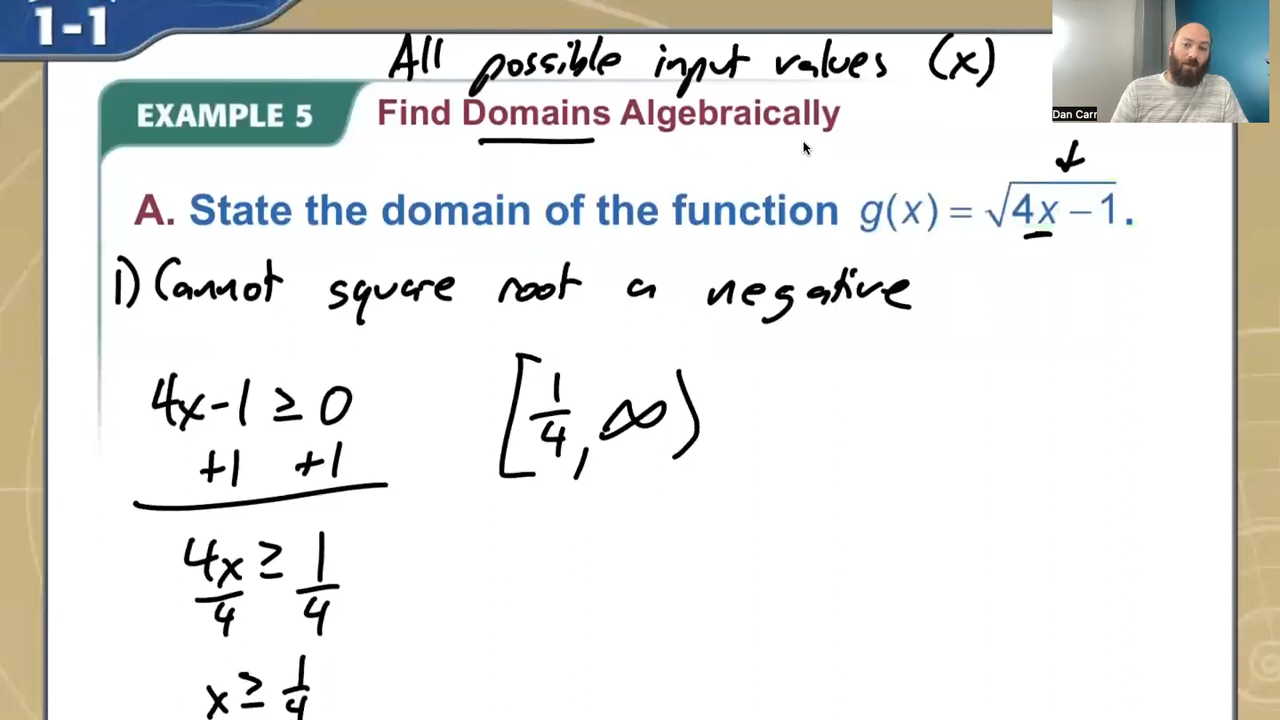 1-1
All possible input values (x)
EXAMPLE 5 Find Domains Algebraically
Dan Carr
A. State the domain of the function g(x) = √4x – 1.
1) Cannot square root a negative
4x-1 ≥ 0
+1 +1
[1/4, ∞)
4x/4 ≥ 1/4
x ≥ 1/4